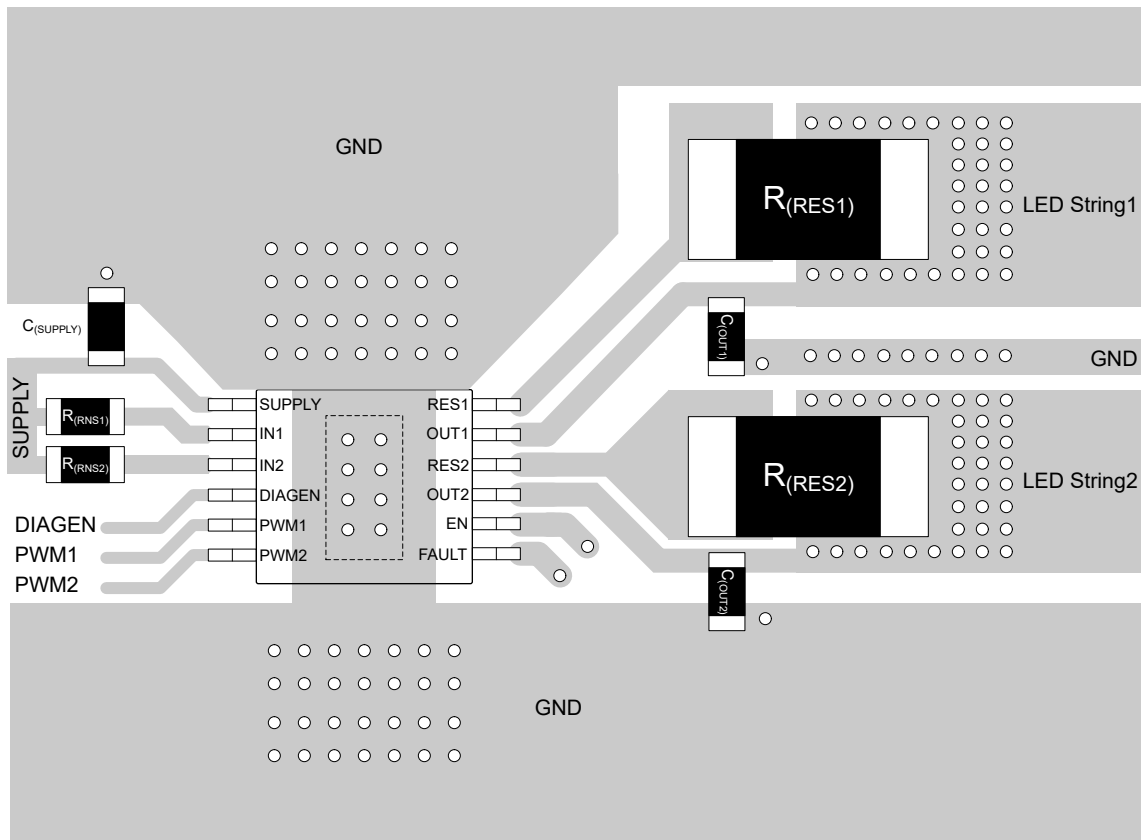 GND
R(RES1)
LED String1
C(SUPPLY)
C(OUT1)
GND
SUPPLY
R(RNS1)
R(RNS2)
SUPPLY
IN1
IN2
DIAGEN
PWM1
PWM2
RES1
OUT1
RES2
OUT2
EN
FAULT
R(RES2)
LED String2
DIAGEN
PWM1
PWM2
C(OUT2)
GND